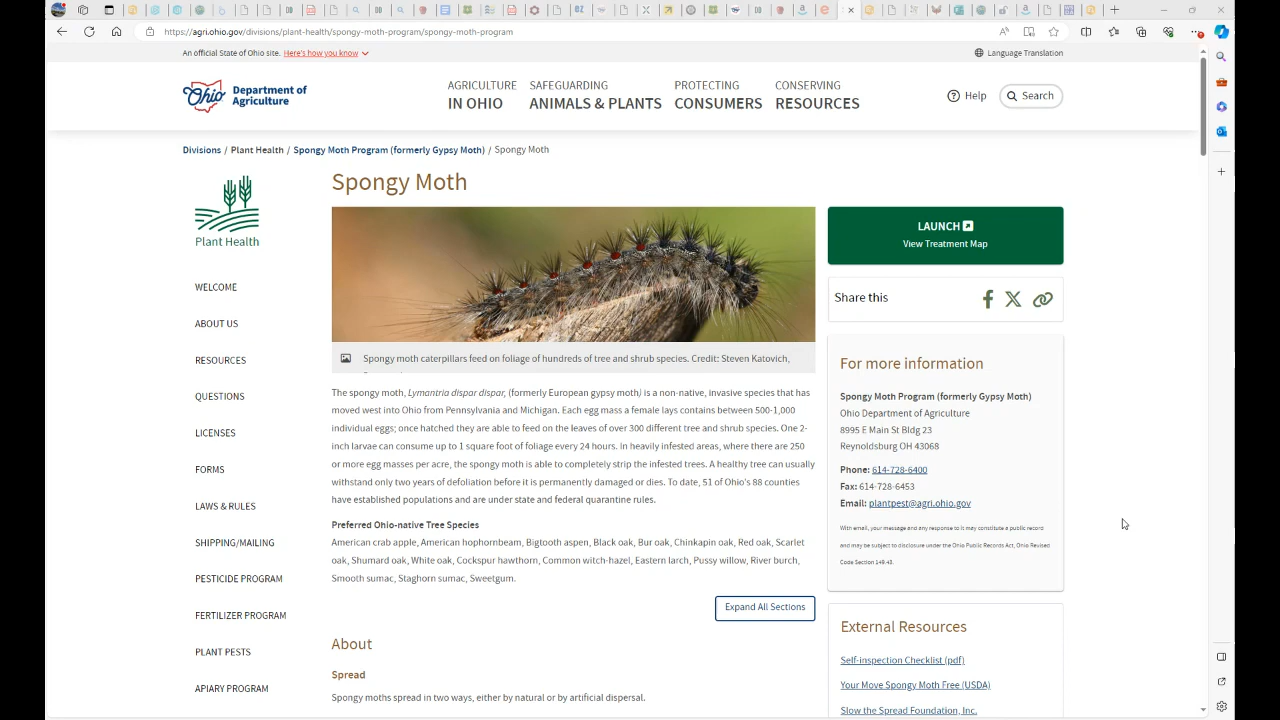 https://agri.ohio.gov/divisions/plant-health/spongy-moth-program/spongy-moth-program
An official State of Ohio site. Here's how you know
Language Translation
Ohio Department of Agriculture
AGRICULTURE IN OHIO
SAFEGUARDING ANIMALS & PLANTS
PROTECTING CONSUMERS
CONSERVING RESOURCES
Help
Search
Divisions / Plant Health / Spongy Moth Program (formerly Gypsy Moth) / Spongy Moth
Plant Health
WELCOME
ABOUT US
RESOURCES
QUESTIONS
LICENSES
FORMS
LAWS & RULES
SHIPPING/MAILING
PESTICIDE PROGRAM
FERTILIZER PROGRAM
PLANT PESTS
APIARY PROGRAM
Spongy Moth
Spongy moth caterpillars feed on foliage of hundreds of tree and shrub species. Credit: Steven Katovich,
The spongy moth, Lymantria dispar dispar, (formerly European gypsy moth) is a non-native, invasive species that has
moved west into Ohio from Pennsylvania and Michigan. Each egg mass a female lays contains between 500-1,000
individual eggs; once hatched they are able to feed on the leaves of over 300 different tree and shrub species. One 2-
inch larvae can consume up to 1 square foot of foliage every 24 hours. In heavily infested areas, where there are 250
or more egg masses per acre, the spongy moth is able to completely strip the infested trees. A healthy tree can usually
withstand only two years of defoliation before it is permanently damaged or dies. To date, 51 of Ohio's 88 counties
have established populations and are under state and federal quarantine rules.
Preferred Ohio-native Tree Species
American crab apple, American hophornbeam, Bigtooth aspen, Black oak, Bur oak, Chinkapin oak, Red oak, Scarlet
oak, Shumard oak, White oak, Cockspur hawthorn, Common witch-hazel, Eastern larch, Pussy willow, River burch,
Smooth sumac, Staghorn sumac, Sweetgum.
Expand All Sections
About
Spread
Spongy moths spread in two ways, either by natural or by artificial dispersal.
LAUNCH
View Treatment Map
Share this
For more information
Spongy Moth Program (formerly Gypsy Moth)
Ohio Department of Agriculture
8995 E Main St Bldg 23
Reynoldsburg OH 43068
Phone: 614-728-6400
Fax: 614-728-6453
Email: plantpest@agri.ohio.gov
With email, your message and any response to it may constitute a public record
and may be subject to disclosure under the Ohio Public Records Act, Ohio Revised
Code Section 149.43.
External Resources
Self-inspection Checklist (pdf)
Your Move Spongy Moth Free (USDA)
Slow the Spread Foundation, Inc.